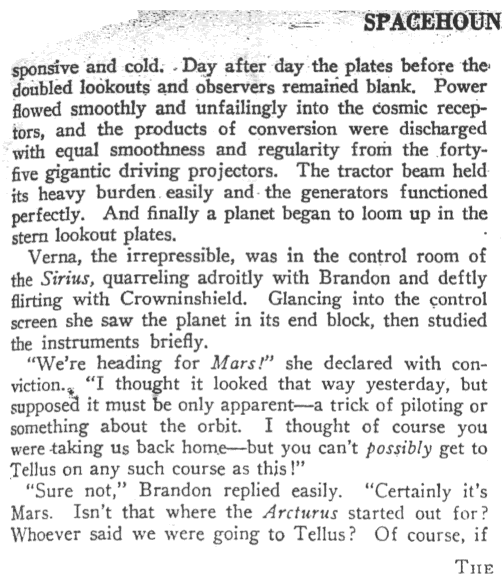 SPACEHOUN
sponsive and cold. Day after day the plates before the
doubled lookouts and observers remained blank. Power
flowed smoothly and unfailingly into the cosmic recep-
tors, and the products of conversion were discharged
with equal smoothness and regularity from the forty-
five gigantic driving projectors. The tractor beam held
its heavy burden easily and the generators functioned
perfectly. And finally a planet began to loom up in the
stern lookout plates.
Verna, the irrepressible, was in the control room of
the Sirius, quarreling adroitly with Brandon and deftly
flirting with Crowninshield. Glancing into the control
screen she saw the planet in its end block, then studied
the instruments briefly.
"We're heading for Mars!" she declared with con-
viction. "I thought it looked that way yesterday, but
supposed it must be only apparent—a trick of piloting or
something about the orbit. I thought of course you
were taking us back home—but you can't possibly get to
Tellus on any such course as this!"
"Sure not," Brandon replied easily. "Certainly it's
Mars. Isn't that where the Arcturus started out for?
Whoever said we were going to Tellus? Of course, if
THE